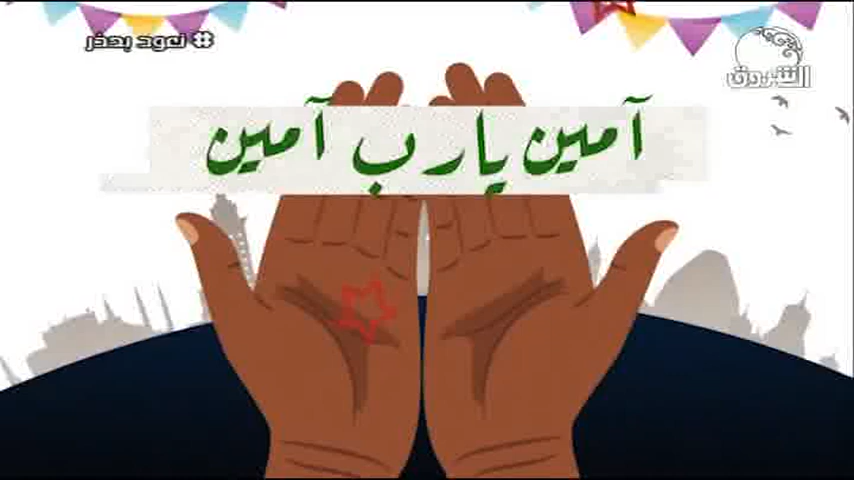 # نعود بحذر
الشروق
آمين يارب آمين